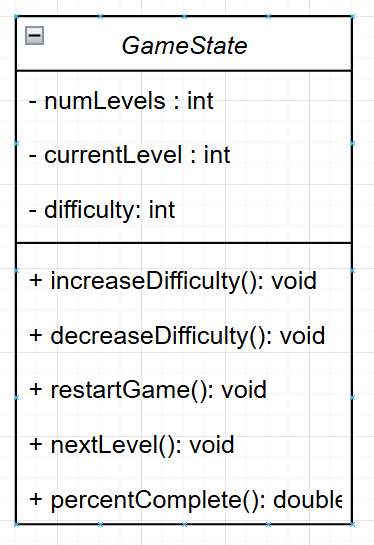 GameState
- numLevels : int
- currentLevel : int
- difficulty: int
+ increaseDifficulty(): void
+ decreaseDifficulty(): void
+ restartGame(): void
+ nextLevel(): void
+ percentComplete(): double